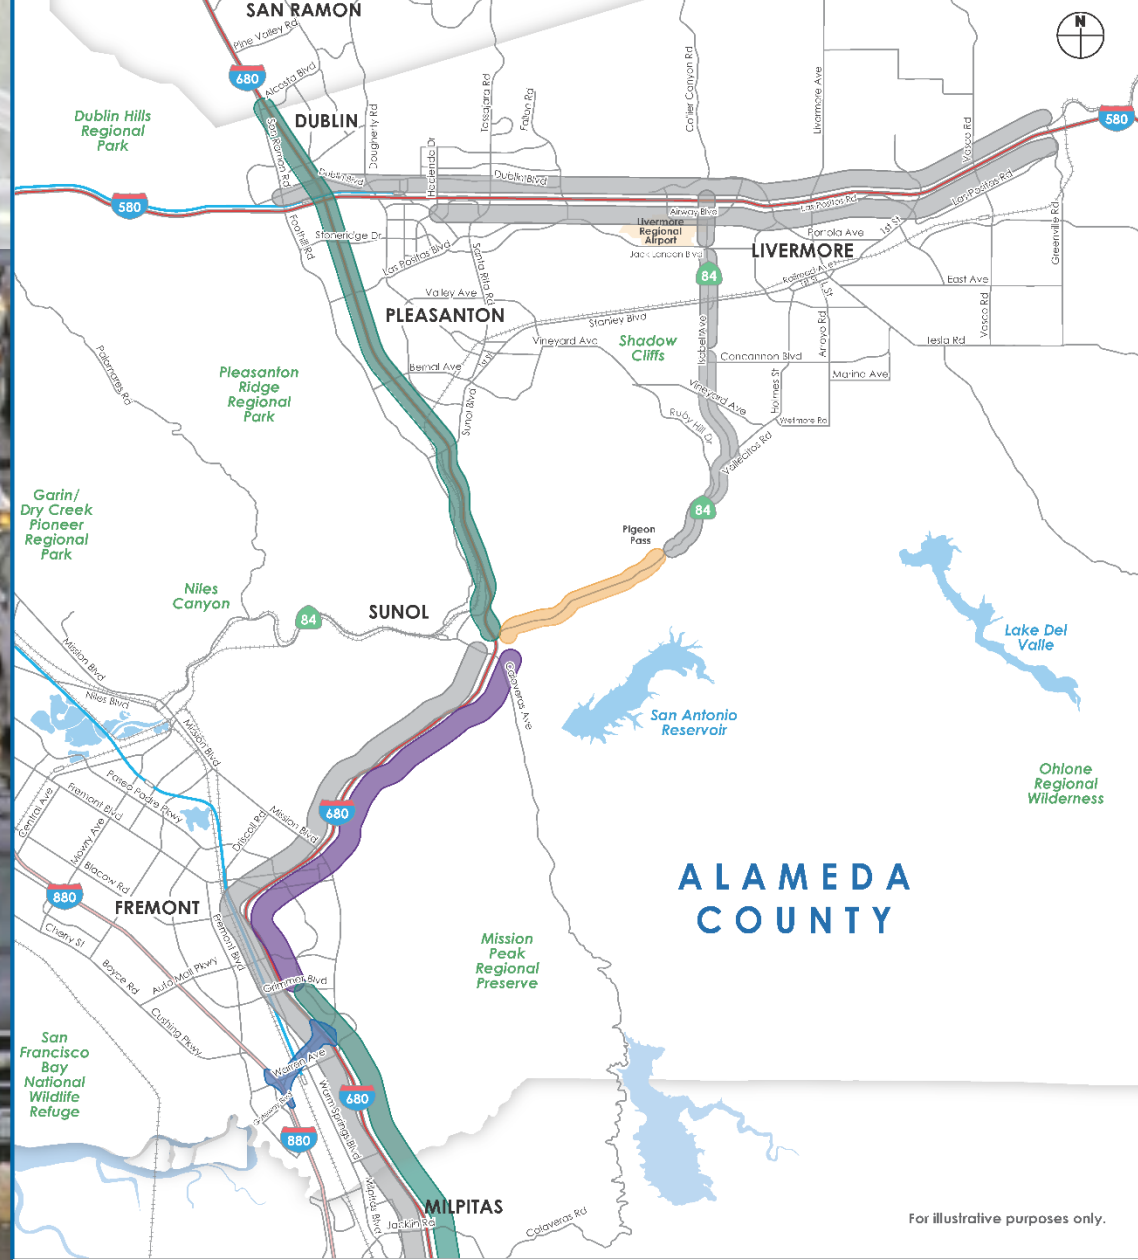 SAN RAMON
N
Pine Valley Rd
680
Alcosta Blvd
Collier Canyon Rd
Livermore Ave
Tassajara Rd
Fallon Rd
Dublin Hills
Regional
Park
DUBLIN
Dougherty Rd
San Ramon Rd
Hacienda Dr
Vasco Rd
580
Dublin Blvd
Dublin Blvd
580
Las Positas Rd
Las Positas Rd
Airway Blvd
Foothill Rd
Stoneridge Dr
Livermore
Regional
Airport
Portola Ave
1st St
Greenville Rd
Las Positas Blvd
Santa Rita Rd
Jack London Blvd
LIVERMORE
Railroad Ave
1st St
L St
84
East Ave
Valley Ave
Vasco Rd
PLEASANTON
Stanley Blvd
Isabel Ave
Arroyo Rd
Vineyard Ave
Shadow
Cliffs
Tesla Rd
1st St
Concannon Blvd
Palomares Rd
Bernal Ave
Marina Ave
Pleasanton
Ridge
Regional
Park
Sunol Blvd
Holmes St
Vineyard Ave
Ruby Hill Dr
Wetmore Rd
Vallecitos Rd
Garin/
Dry Creek
Pioneer
Regional
Park
84
Pigeon
Pass
Niles
Canyon
84
SUNOL
Lake Del
Valle
Mission Blvd
Niles Blvd
Calaveras Ave
San Antonio
Reservoir
Mission Blvd
Ohlone
Regional
Wilderness
Paseo Padre Pkwy
Fremont Blvd
Central Ave
Mowry Ave
Driscoll Rd
Mission Blvd
680
Blacow Rd
880
FREMONT
ALAMEDA
COUNTY
Cherry St
Fremont Blvd
Boyce Rd
Auto Mall Pkwy
Grimmer Blvd
Mission
Peak
Regional
Preserve
Cushing Pkwy
San
Francisco
Bay
National
Wildlife
Refuge
Warren Ave
680
Warm Springs Blvd
880
Milpitas Blvd
MILPITAS
Jacklin Rd
Calaveras Rd
For illustrative purposes only.